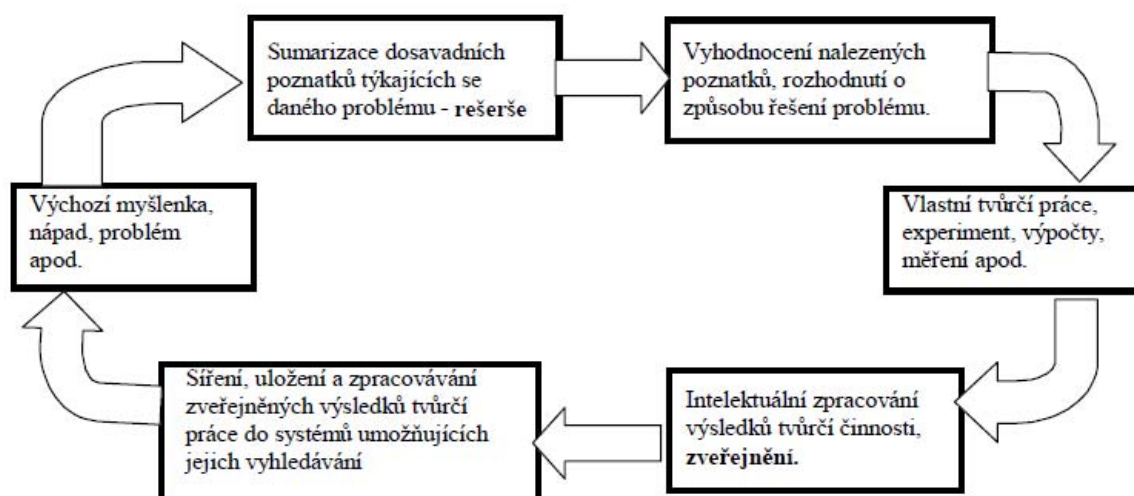 Sumarizace dosavadních
poznatků týkajících se
daného problému - rešerše
Vyhodnocení nalezených
poznatků, rozhodnutí o
způsobu řešení problému.
Vlastní tvůrčí práce,
experiment, výpočty,
měření apod.
Intelektuální zpracování
výsledků tvůrčí činnosti,
zveřejnění.
Síření, uložení a zpracovávání
zveřejněných výsledků tvůrčí
práce do systémů umožňujících
jejich vyhledávání
Výchozí myšlenka,
nápad, problém
apod.